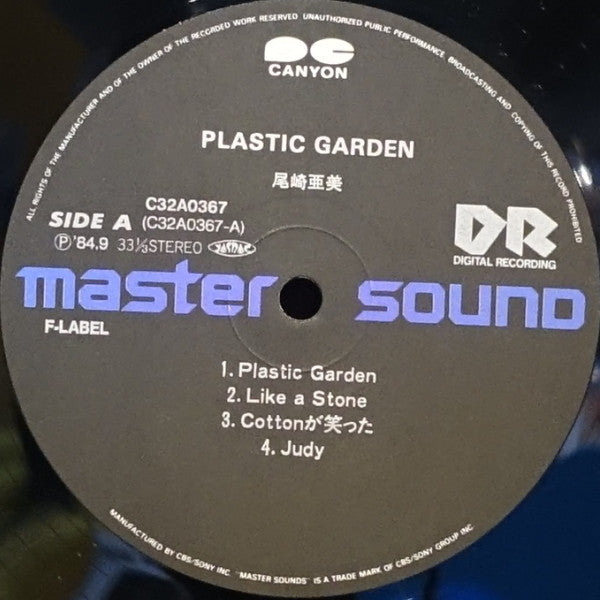 ALL RIGHTS OF THE MANUFACTURER AND OF THE OWNER OF THE RECORDED WORK RESERVED UNAUTHORIZED PUBLIC PERFORMANCE BROADCASTING AND COPYING OF THIS RECORD PROHIBITED
CANYON
PLASTIC GARDEN
尾崎亜美
C32A0367
SIDE A (C32A0367-A)
Ⓟ'84.9 33⅓ STEREO
DR
DIGITAL RECORDING
master sound
F-LABEL
1. Plastic Garden
2. Like a Stone
3. Cottonが笑った
4. Judy
MANUFACTURED BY CBS/SONY INC. "MASTER SOUNDS" IS A TRADE MARK OF CBS/SONY GROUP INC.